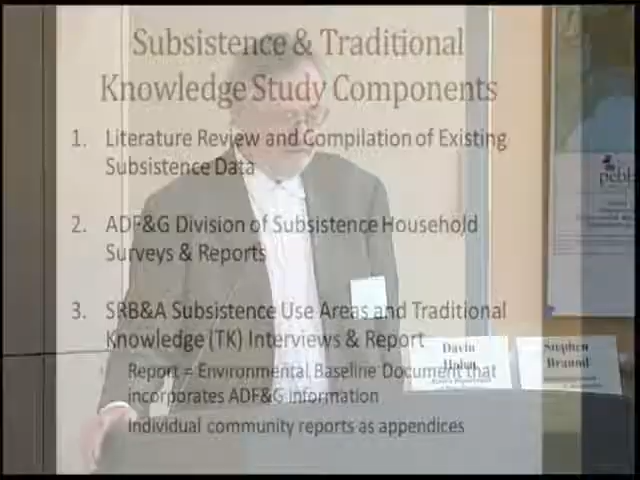 Subsistence & Traditional
Knowledge Study Components
1. Literature Review and Compilation of Existing
Subsistence Data
2. ADF&G Division of Subsistence Household
Surveys & Reports
3. SRB&A Subsistence Use Areas and Traditional
Knowledge (TK) Interviews & Report
Report = Environmental Baseline Document that
incorporates ADF&G Information
Individual community reports as appendices
Davin
Stephen
Braund